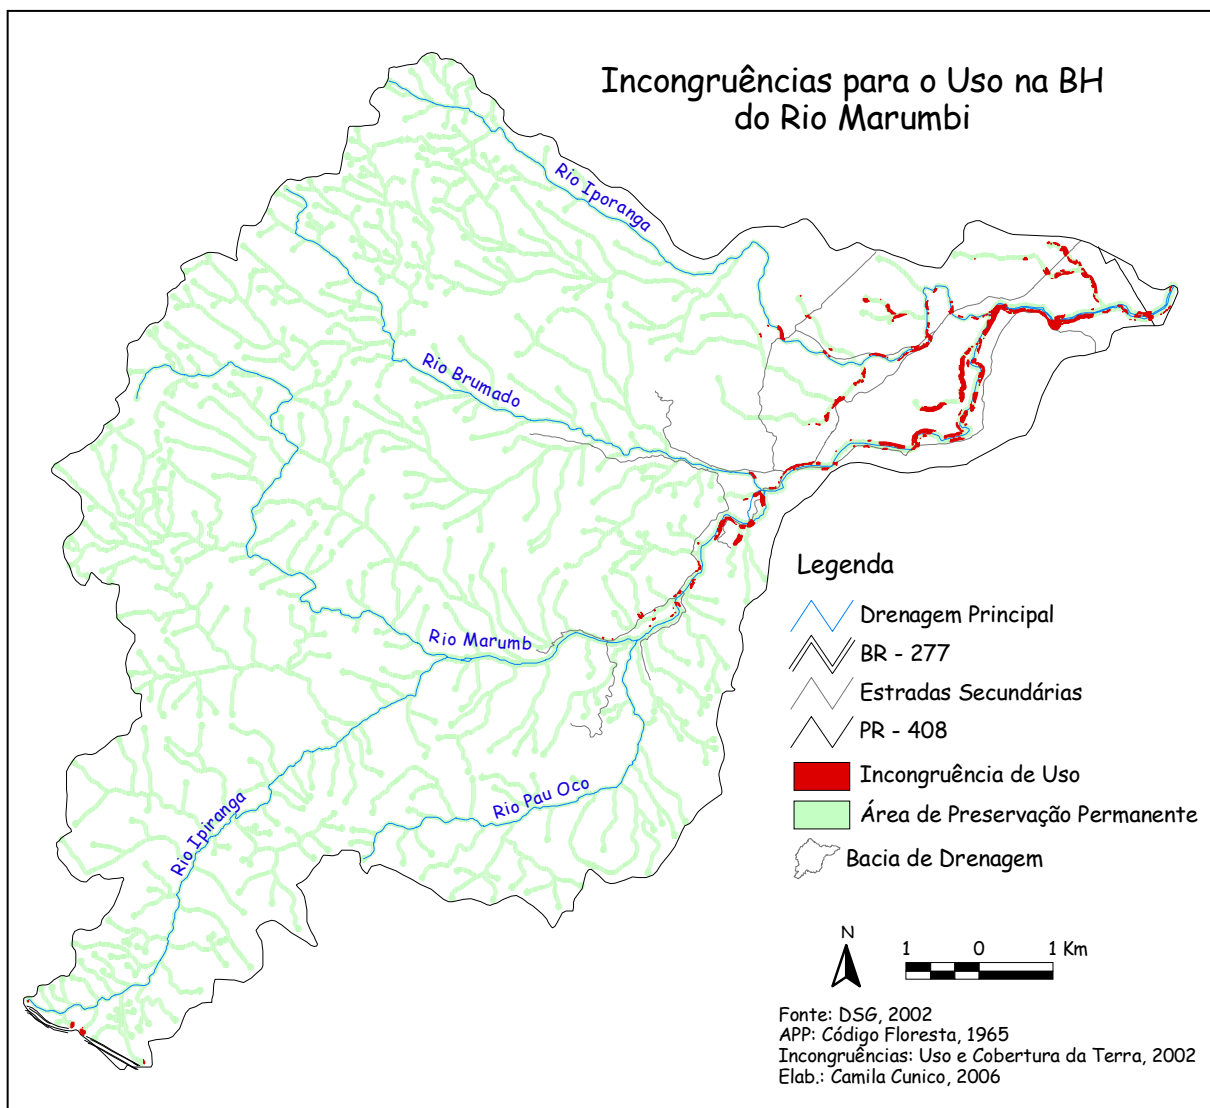 Incongruências para o Uso na BH
do Rio Marumbi
Rio Iporanga
Rio Brumado
Rio Marumb
Rio Pau Oco
Rio Ipiranga
Legenda
Drenagem Principal
BR - 277
Estradas Secundárias
PR - 408
Incongruência de Uso
Área de Preservação Permanente
Bacia de Drenagem
N
1 0 1 Km
Fonte: DSG, 2002
APP: Código Floresta, 1965
Incongruências: Uso e Cobertura da Terra, 2002
Elab.: Camila Cunico, 2006